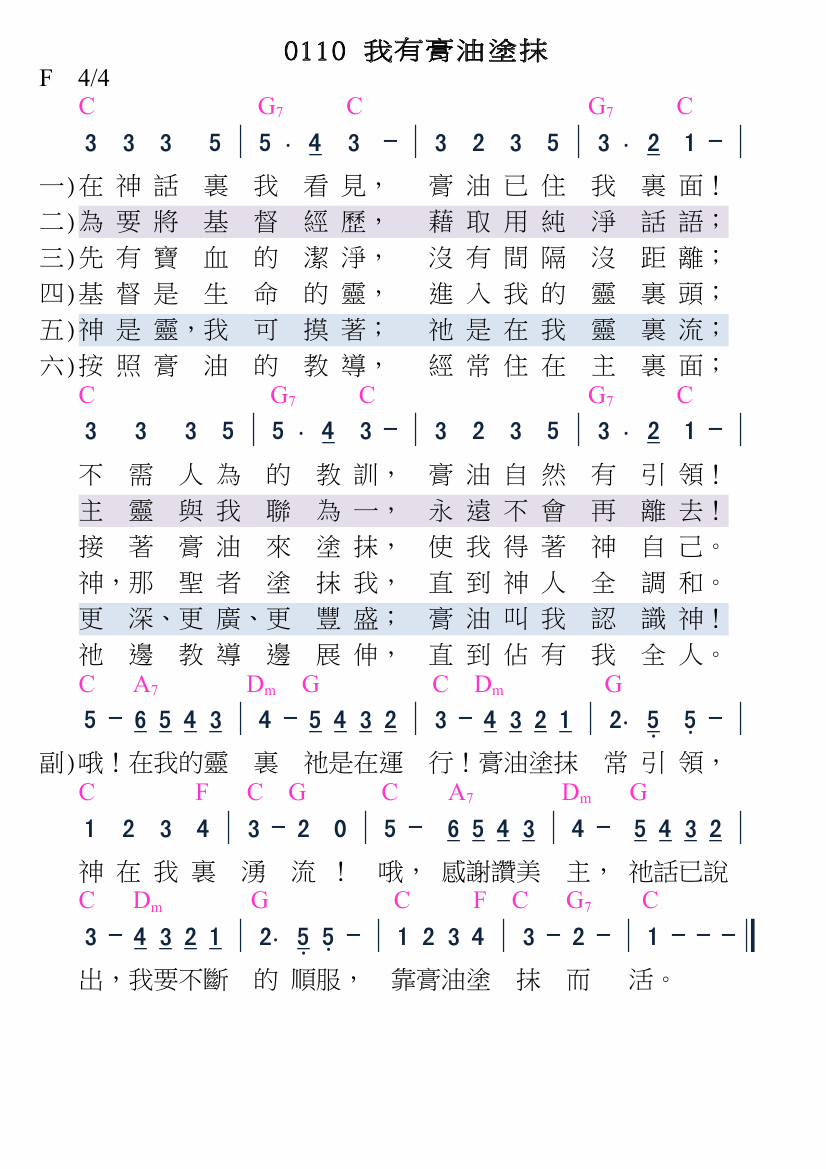 0110 我有膏油塗抹
F 4/4
C G7 C G7 C
3 3 3 5 | 5 . 4 3 - | 3 2 3 5 | 3 . 2 1 - |
一)在神話裏我看見， 膏油已住我裏面！
二)為要將基督經歷， 藉取用純淨話語；
三)先有寶血的潔淨， 沒有間隔沒距離；
四)基督是生命的靈， 進入我的靈裏頭；
五)神是靈，我可摸著； 祂是在我靈裏流；
六)按照膏油的教導， 經常住在主裏面；
C G7 C G7 C
3 3 3 5 | 5 . 4 3 - | 3 2 3 5 | 3 . 2 1 - |
不需人為的教訓， 膏油自然有引領！
主靈與我聯為一， 永遠不會再離去！
接著膏油來塗抹， 使我得著神自己。
神，那聖者塗抹我， 直到神人全調和。
更深、更廣、更豐盛； 膏油叫我認識神！
祂邊教導邊展伸， 直到佔有我全人。
C A7 Dm G C Dm G
5 - 6 5 4 3 | 4 - 5 4 3 2 | 3 - 4 3 2 1 | 2. 5 5 - |
副)哦！在我的靈裏祂是在運行！膏油塗抹常引領，
C F C G C A7 Dm G
1 2 3 4 | 3 - 2 0 | 5 - 6 5 4 3 | 4 - 5 4 3 2 |
神在我裏湧流！哦，感謝讚美主，祂話已說
C Dm G C F C G7 C
3 - 4 3 2 1 | 2. 5 5 - | 1 2 3 4 | 3 - 2 - | 1 - - - ‖
出，我要不斷的順服，靠膏油塗抹而活。